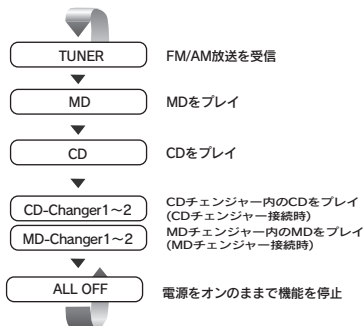 TUNER FM/AM放送を受信
MD MDをプレイ
CD CDをプレイ
CD-Changer1～2 CDチェンジャー内のCDをプレイ
(CDチェンジャー接続時)
MD-Changer1～2 MDチェンジャー内のMDをプレイ
(MDチェンジャー接続時)
ALL OFF 電源をオンのままで機能を停止